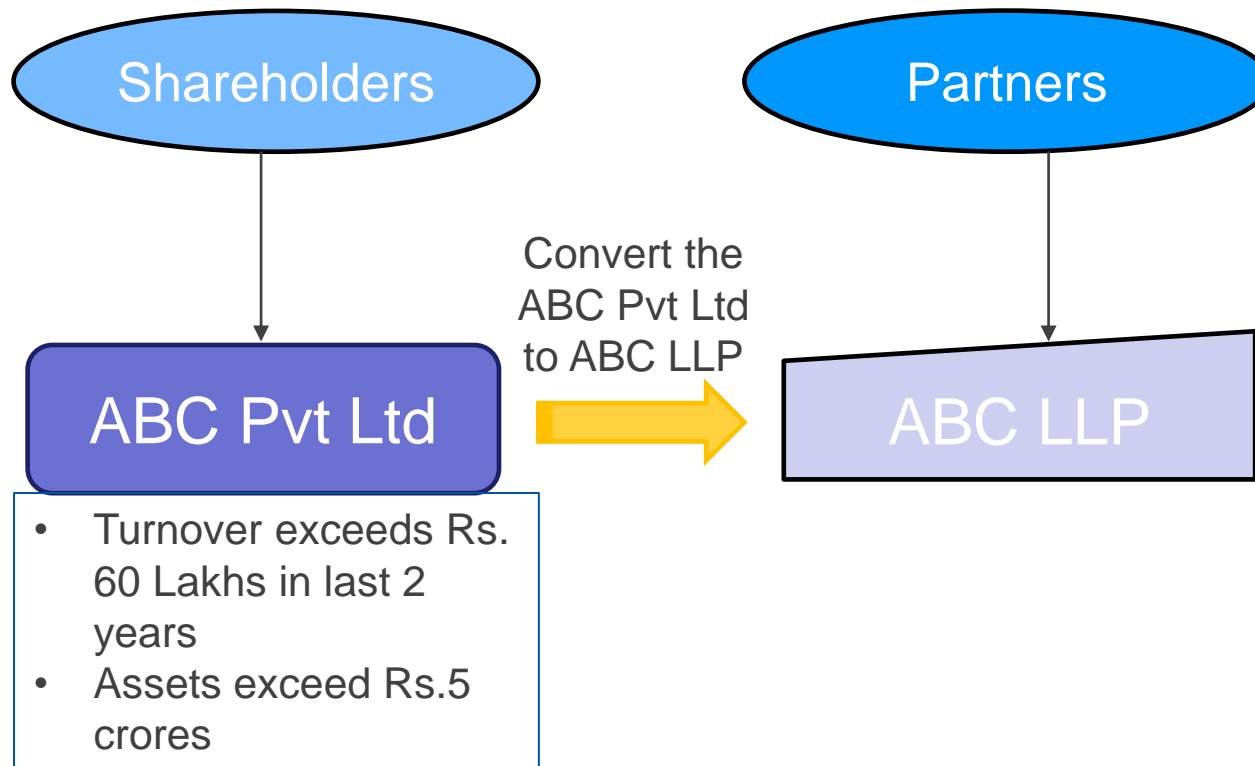 Shareholders
Partners
Convert the
ABC Pvt Ltd
to ABC LLP
ABC Pvt Ltd
ABC LLP
• Turnover exceeds Rs.
60 Lakhs in last 2
years
• Assets exceed Rs.5
crores